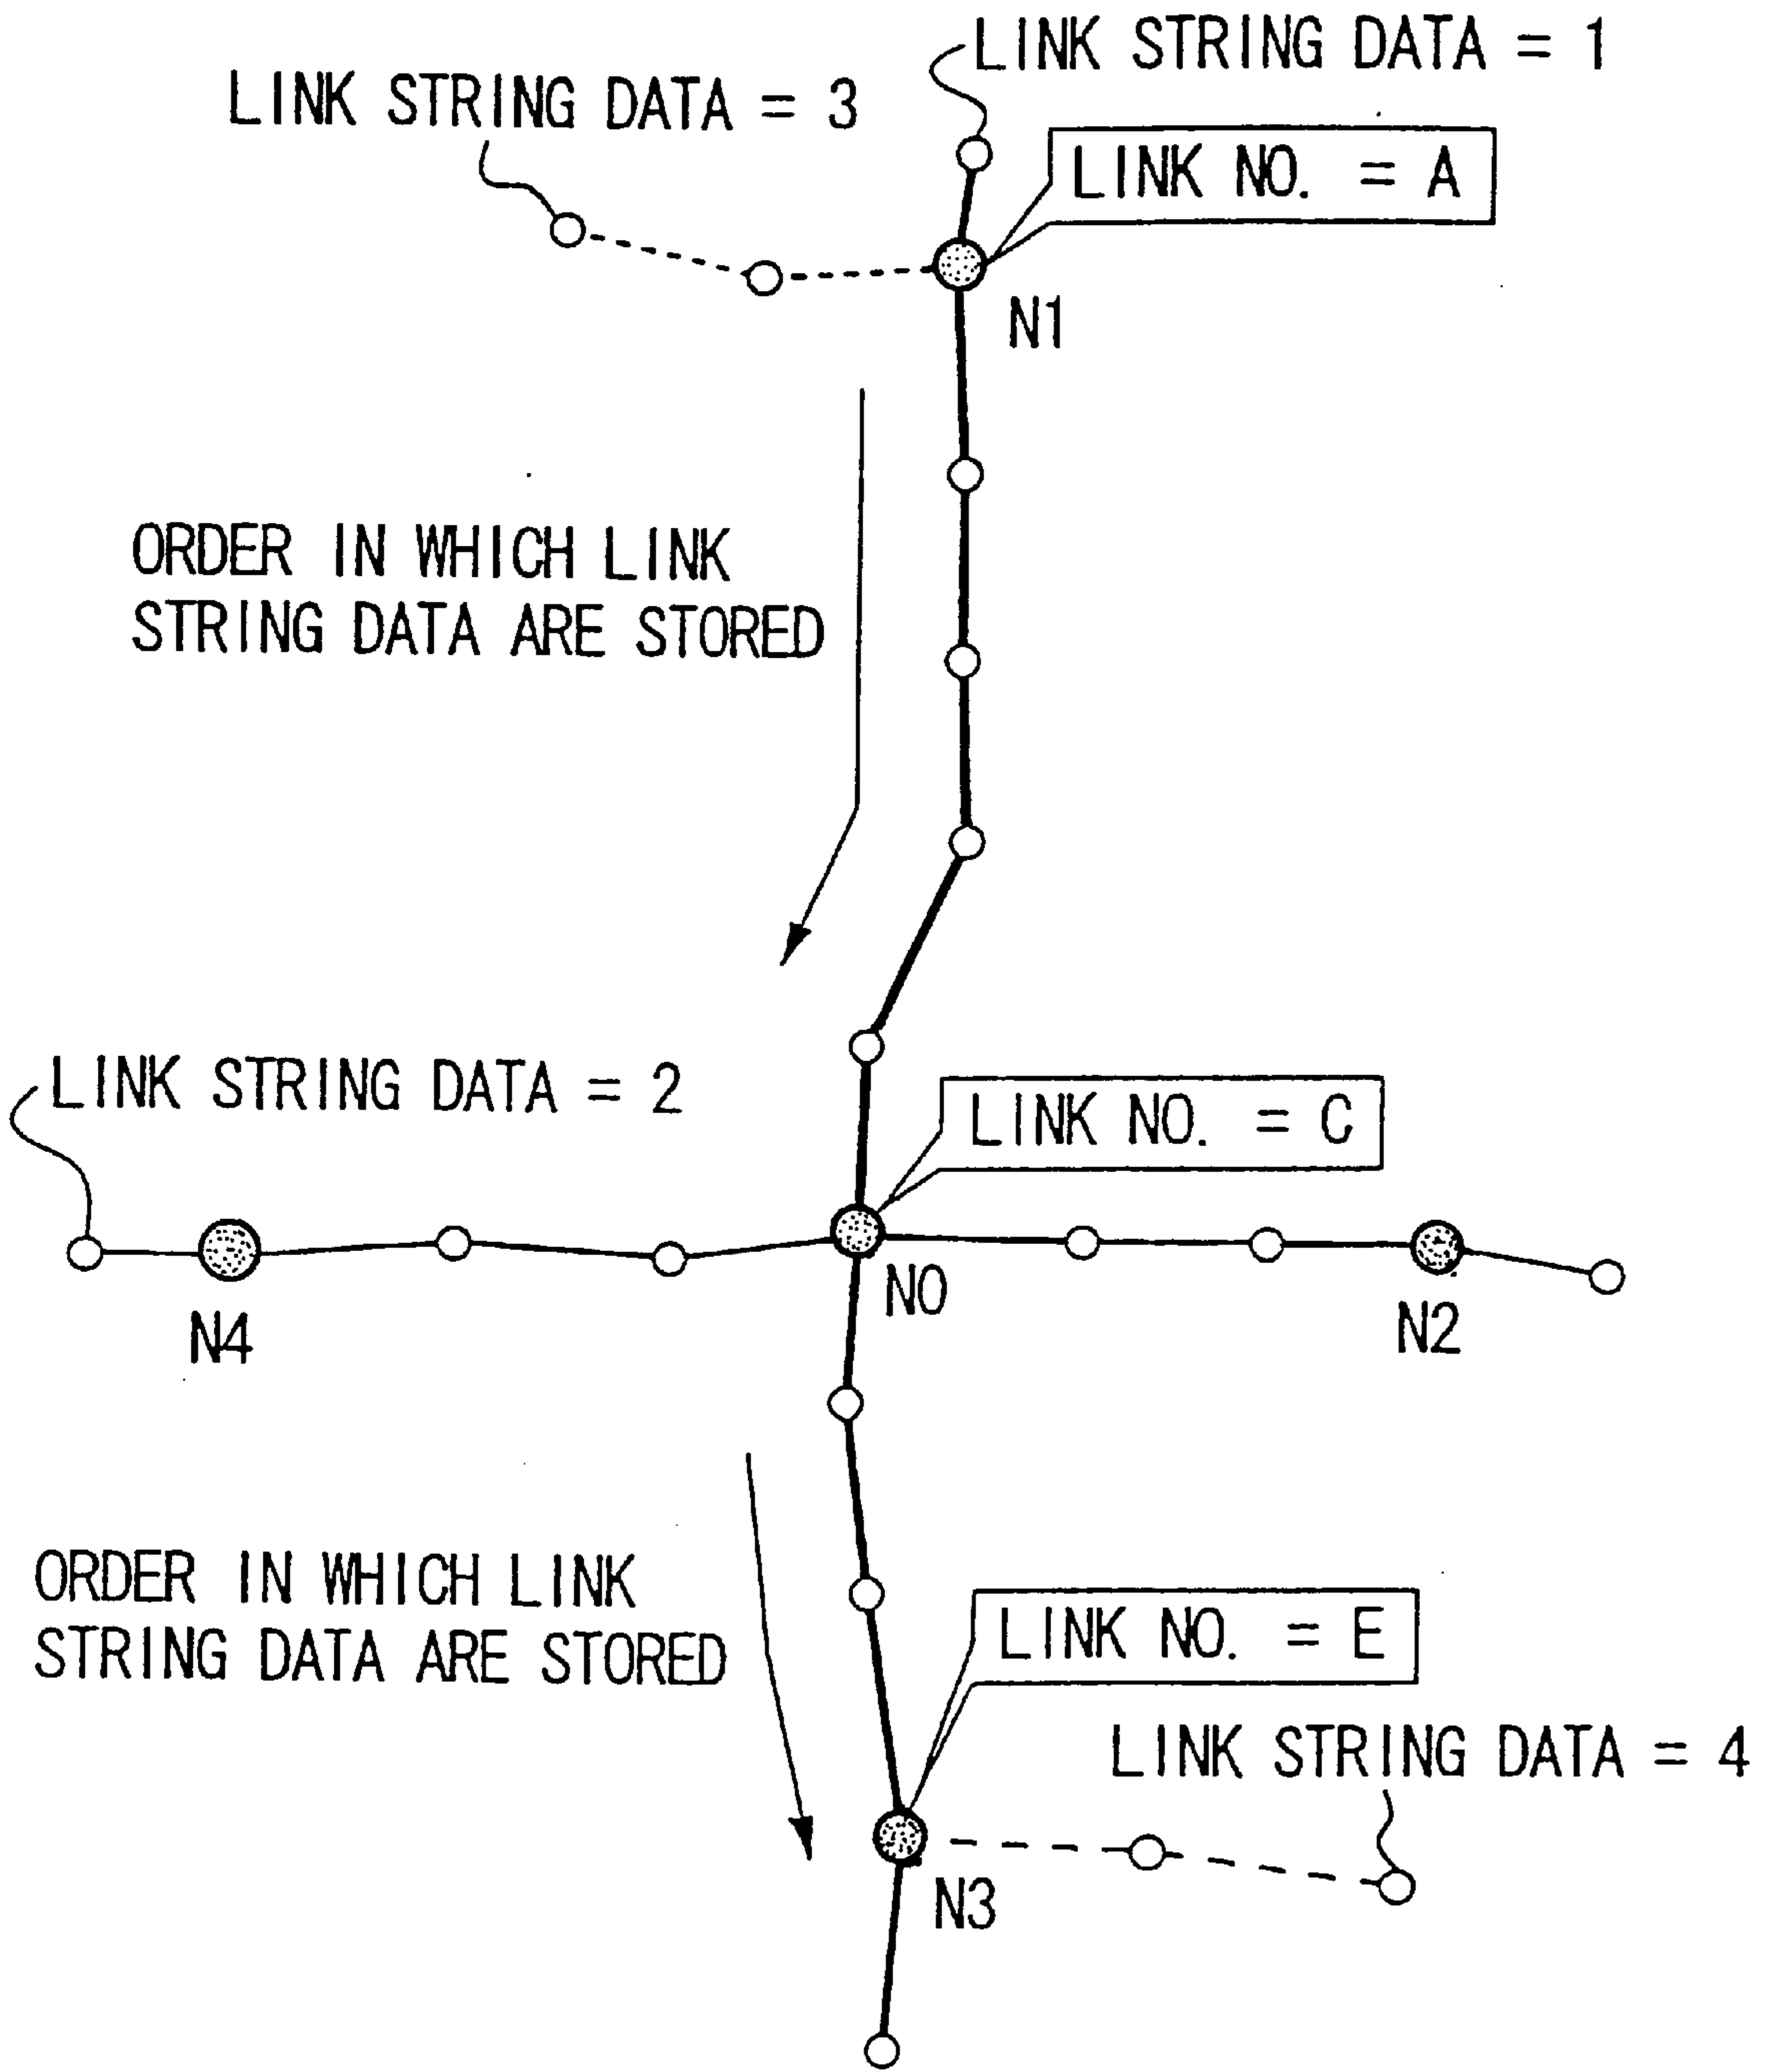 LINK STRING DATA = 1
LINK STRING DATA = 3
LINK NO. = A
N1
ORDER IN WHICH LINK
STRING DATA ARE STORED
LINK STRING DATA = 2
LINK NO. = C
N0
N4
N2
ORDER IN WHICH LINK
STRING DATA ARE STORED
LINK NO. = E
LINK STRING DATA = 4
N3